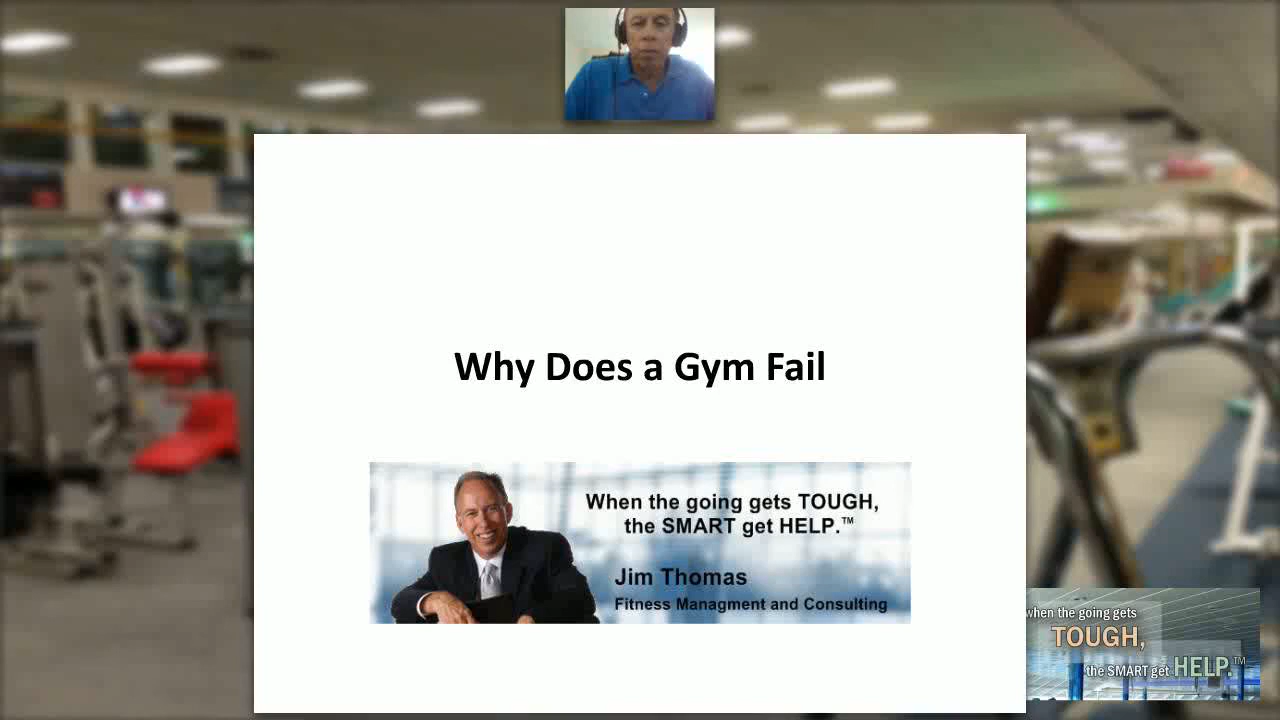 Why Does a Gym Fail
When the going gets TOUGH,
the SMART get HELP.™
Jim Thomas
Fitness Managment and Consulting
when the going gets
TOUGH,
the SMART get HELP.™